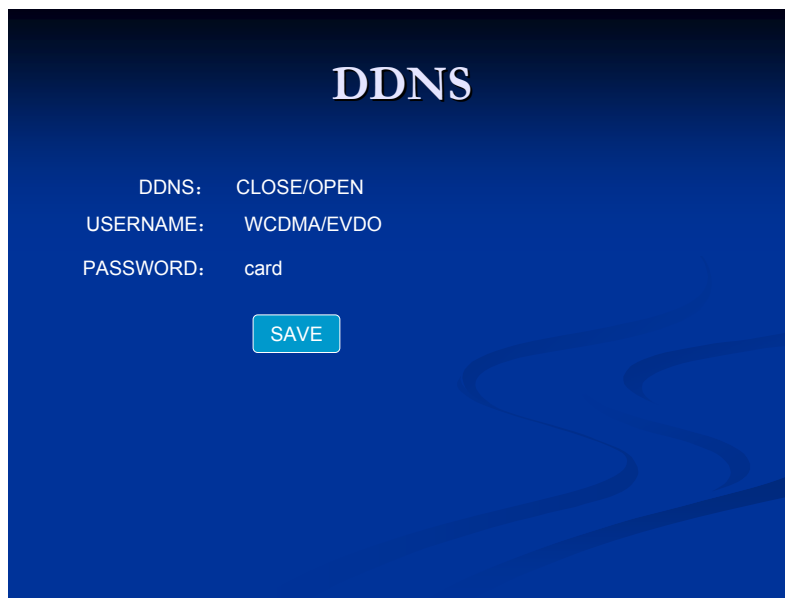 DDNS
DDNS： CLOSE/OPEN
USERNAME： WCDMA/EVDO
PASSWORD： card
SAVE